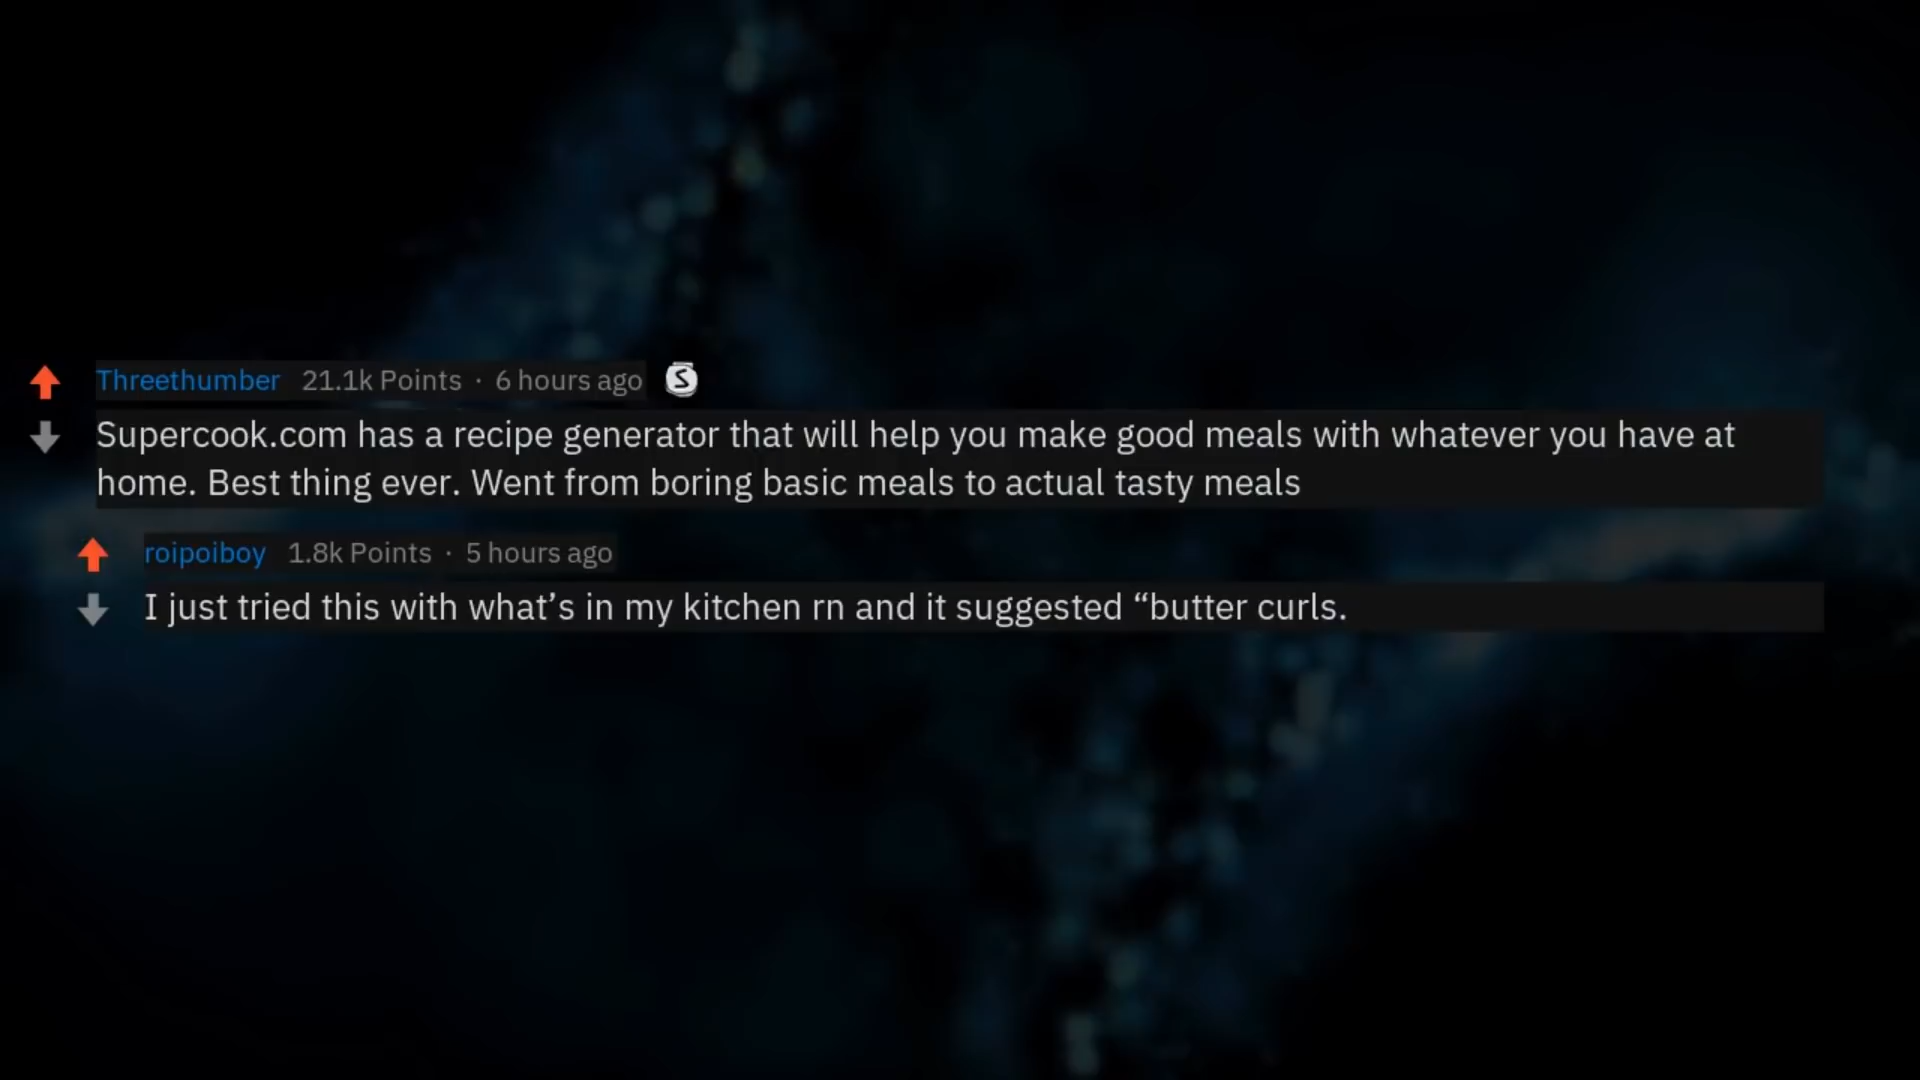 Threethumber 21.1k Points · 6 hours ago S
Supercook.com has a recipe generator that will help you make good meals with whatever you have at
home. Best thing ever. Went from boring basic meals to actual tasty meals
roipoiboy 1.8k Points · 5 hours ago
I just tried this with what’s in my kitchen rn and it suggested “butter curls.